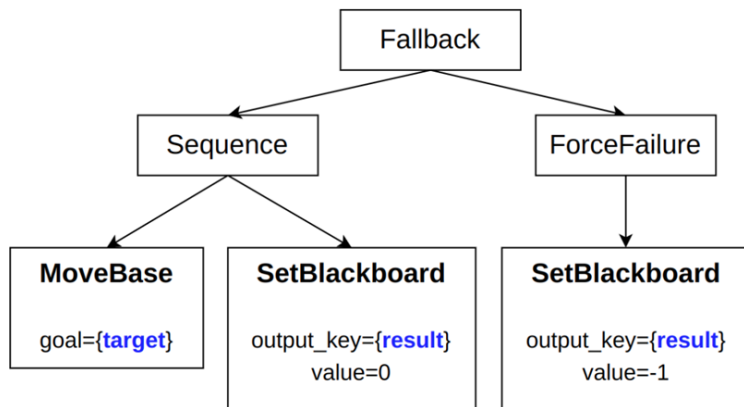 Fallback
Sequence
ForceFailure
MoveBase
goal={target}
SetBlackboard
output_key={result}
value=0
SetBlackboard
output_key={result}
value=-1